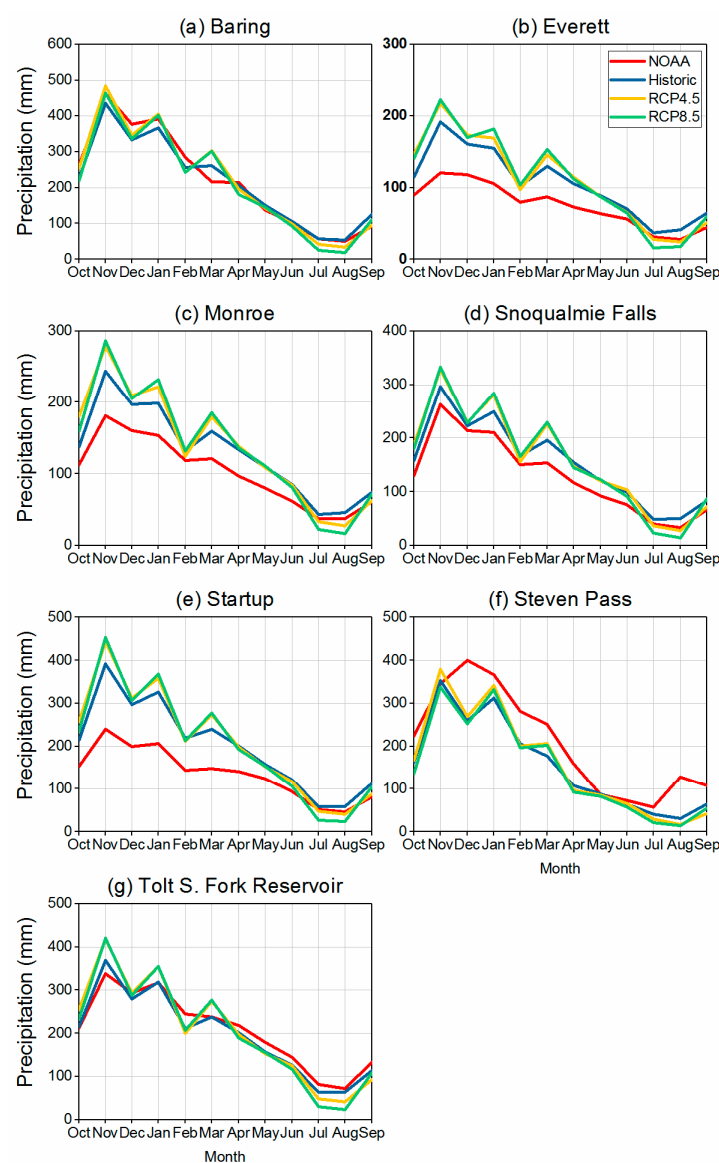 (a) Baring
(b) Everett
Precipitation (mm)
600
500
400
300
200
100
0
Oct Nov Dec Jan Feb Mar Apr May Jun Jul Aug Sep
300
200
100
0
Oct Nov Dec Jan Feb Mar Apr May Jun Jul Aug Sep
NOAA
Historic
RCP4.5
RCP8.5
(c) Monroe
(d) Snoqualmie Falls
Precipitation (mm)
300
200
100
0
Oct Nov Dec Jan Feb Mar Apr May Jun Jul Aug Sep
400
300
200
100
0
Oct Nov Dec Jan Feb Mar Apr May Jun Jul Aug Sep
(e) Startup
(f) Steven Pass
Precipitation (mm)
500
400
300
200
100
0
Oct Nov Dec Jan Feb Mar Apr May Jun Jul Aug Sep
500
400
300
200
100
0
Oct Nov Dec Jan Feb Mar Apr May Jun Jul Aug Sep
Month
(g) Tolt S. Fork Reservoir
Precipitation (mm)
500
400
300
200
100
0
Oct Nov Dec Jan Feb Mar Apr May Jun Jul Aug Sep
Month